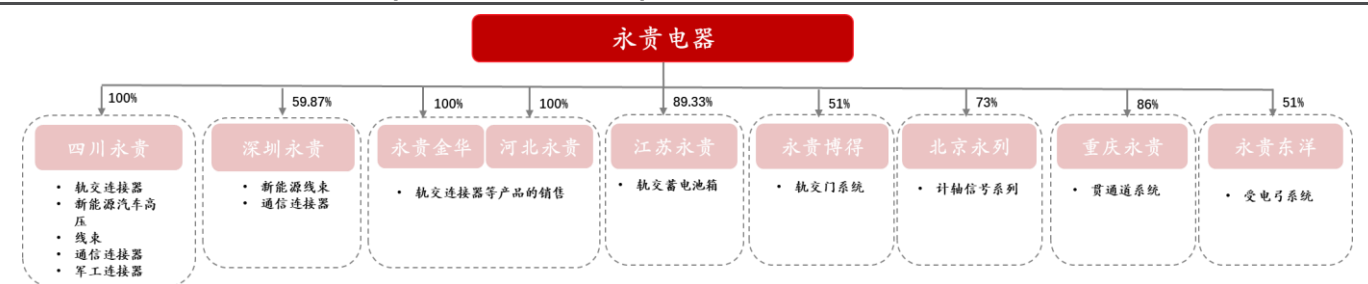 永贵电器
100%
59.87%
100%
100%
89.33%
51%
73%
86%
51%
四川永贵
深圳永贵
永贵金华
河北永贵
江苏永贵
永贵博得
北京永列
重庆永贵
永贵东洋
• 轨交连接器
• 新能源汽车高
压
• 线束
• 通信连接器
• 军工连接器
• 新能源线束
• 通信连接器
• 轨交连接器等产品的销售
• 轨交蓄电池箱
• 轨交门系统
• 计轴信号系列
• 贯通道系统
• 受电弓系统